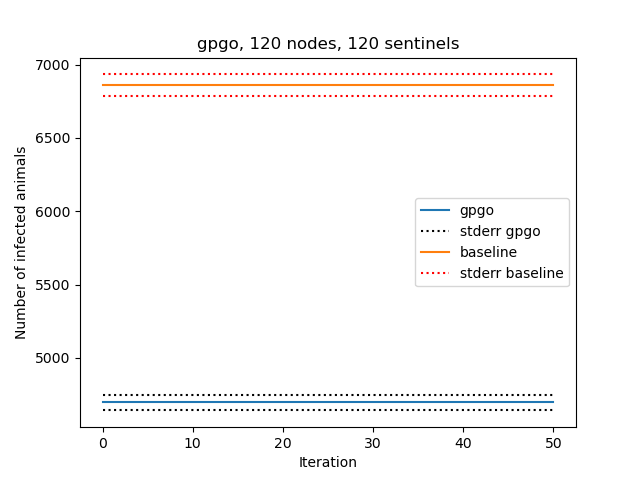 gpgo, 120 nodes, 120 sentinels
7000
6500
6000
5500
5000
Number of infected animals
gpgo
stderr gpgo
baseline
stderr baseline
0 10 20 30 40 50
Iteration